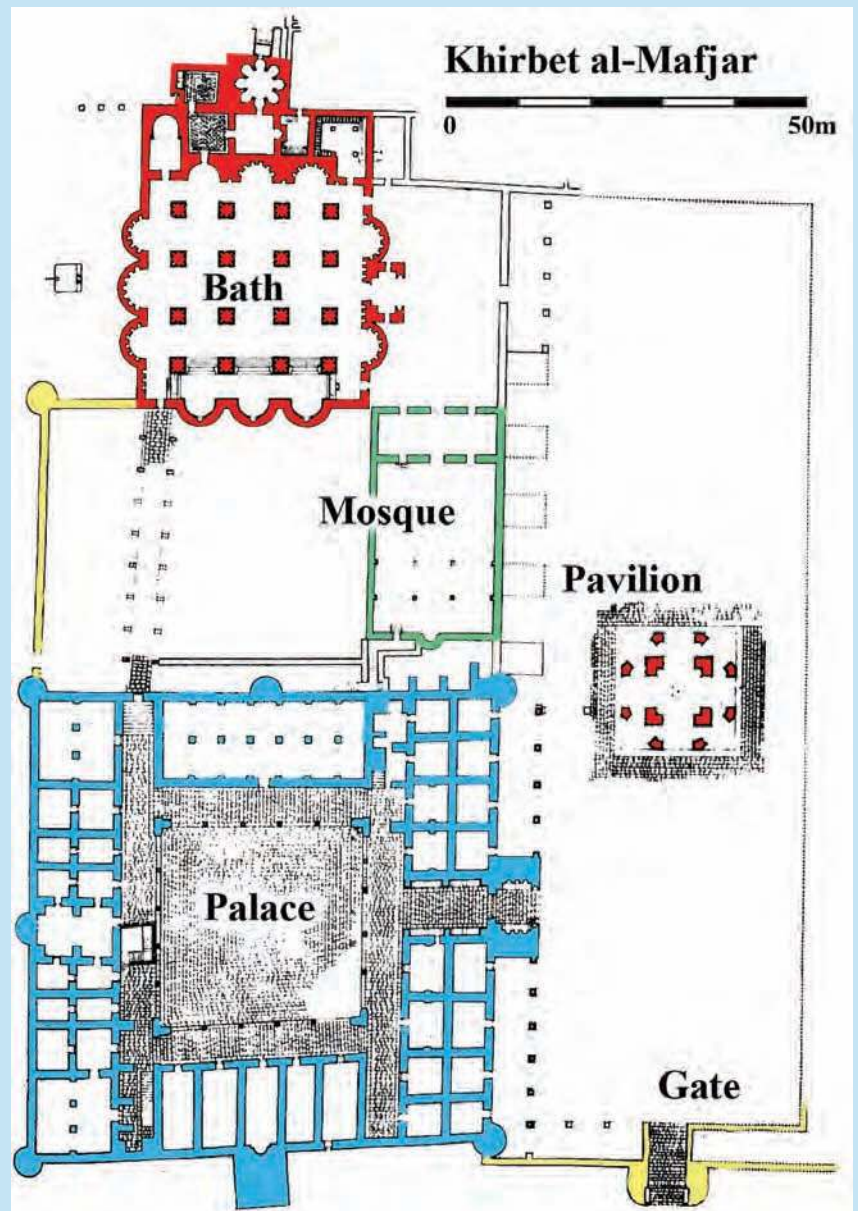 Khirbet al-Mafjar
0 50m
Bath
Mosque
Pavilion
Palace
Gate